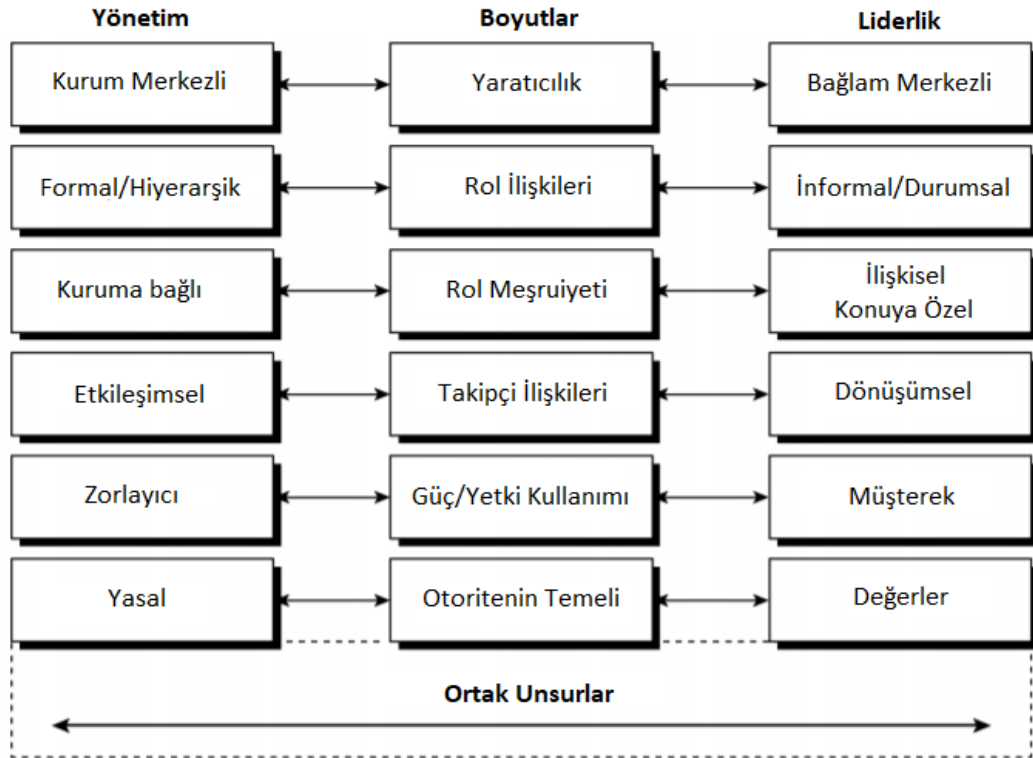 Yönetim Boyutlar Liderlik
Kurum Merkezli Yaratıcılık Bağlam Merkezli
Formal/Hiyerarşik Rol İlişkileri İnformal/Durumsal
Kuruma bağlı Rol Meşruiyeti İlişkisel
Konuya Özel
Etkileşimsel Takipçi İlişkileri Dönüşümsel
Zorlayıcı Güç/Yetki Kullanımı Müşterek
Yasal Otoritenin Temeli Değerler
Ortak Unsurlar